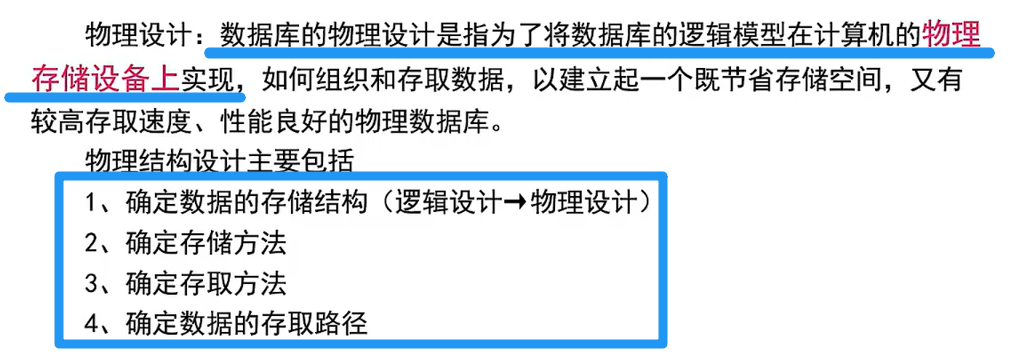 物理设计：数据库的物理设计是指为了将数据库的逻辑模型在计算机的物理
存储设备上实现，如何组织和存取数据，以建立起一个既节省存储空间，又有
较高存取速度、性能良好的物理数据库。
物理结构设计主要包括
1、确定数据的存储结构（逻辑设计→物理设计）
2、确定存储方法
3、确定存取方法
4、确定数据的存取路径